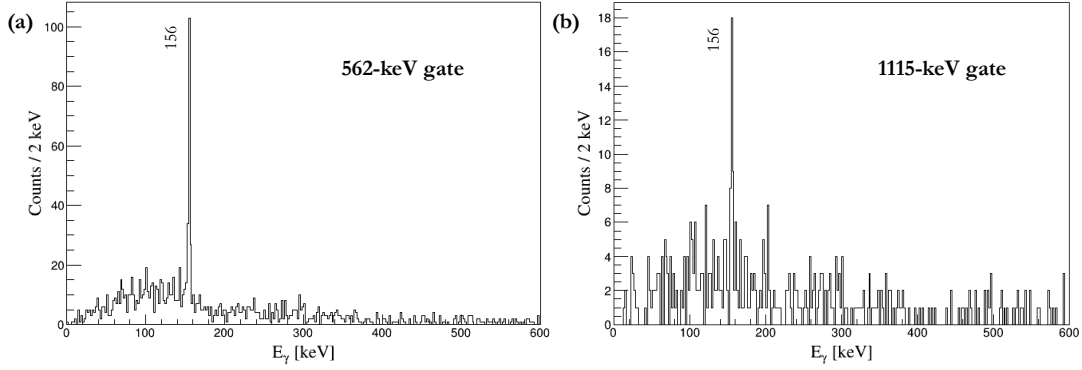 (a)
156
562-keV gate
Counts / 2 keV
100
80
60
40
20
0
0 100 200 300 400 500 600
Eγ [keV]
(b)
156
1115-keV gate
Counts / 2 keV
18
16
14
12
10
8
6
4
2
0
0 100 200 300 400 500 600
Eγ [keV]